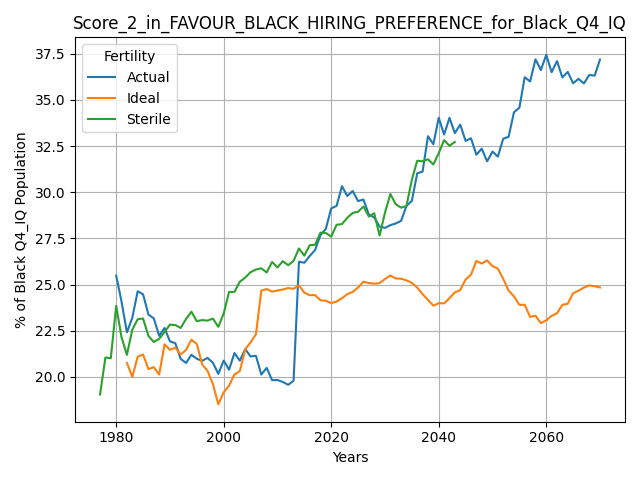 Score_2_in_FAVOUR_BLACK_HIRING_PREFERENCE_for_Black_Q4_IQ
Fertility
Actual
Ideal
Sterile
% of Black Q4_IQ Population
37.5
35.0
32.5
30.0
27.5
25.0
22.5
20.0
1980 2000 2020 2040 2060
Years